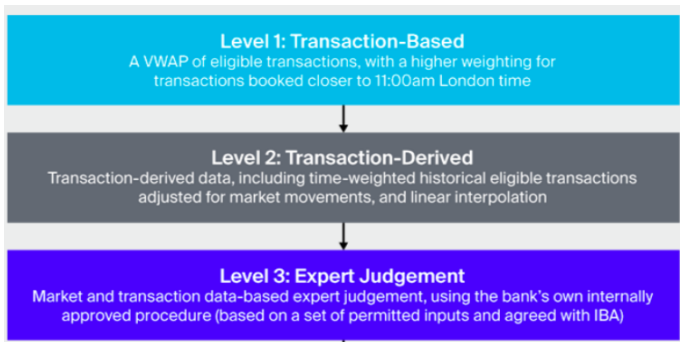 Level 1: Transaction-Based
A VWAP of eligible transactions, with a higher weighting for
transactions booked closer to 11:00am London time
Level 2: Transaction-Derived
Transaction-derived data, including time-weighted historical eligible transactions
adjusted for market movements, and linear interpolation
Level 3: Expert Judgement
Market and transaction data-based expert judgement, using the bank's own internally
approved procedure (based on a set of permitted inputs and agreed with IBA)